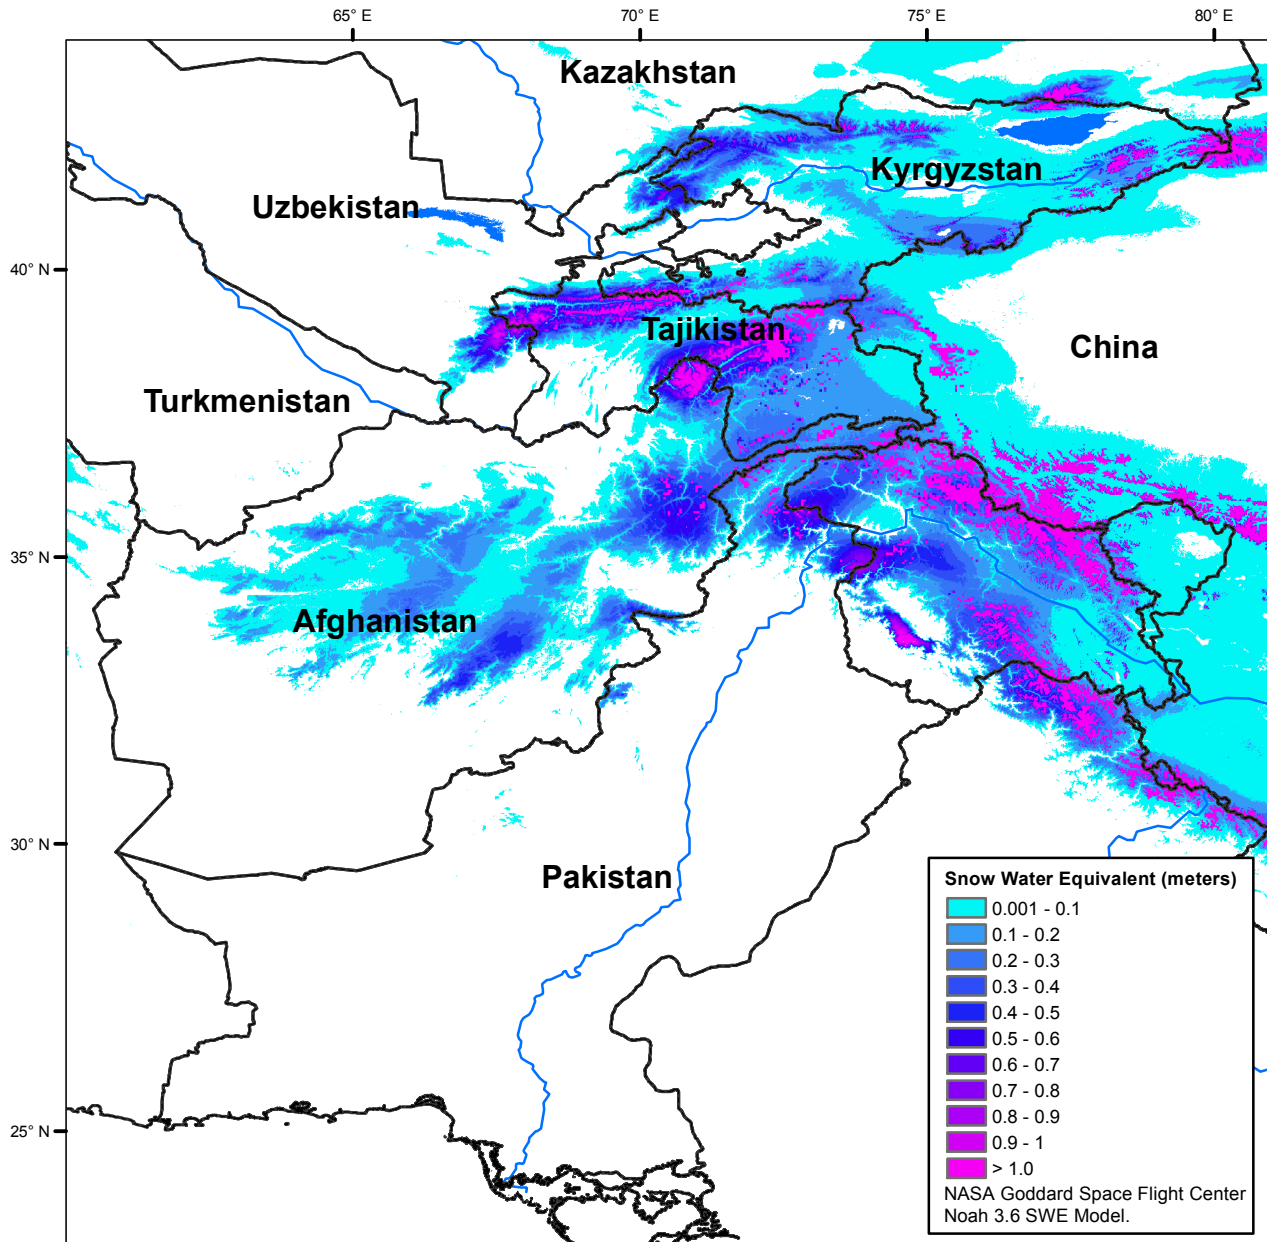 65° E
70° E
75° E
80° E
Kazakhstan
Kyrgyzstan
Uzbekistan
40° N
Tajikistan
China
Turkmenistan
35° N
Afghanistan
30° N
Pakistan
25° N
Snow Water Equivalent (meters)
0.001 - 0.1
0.1 - 0.2
0.2 - 0.3
0.3 - 0.4
0.4 - 0.5
0.5 - 0.6
0.6 - 0.7
0.7 - 0.8
0.8 - 0.9
0.9 - 1
> 1.0
NASA Goddard Space Flight Center
Noah 3.6 SWE Model.